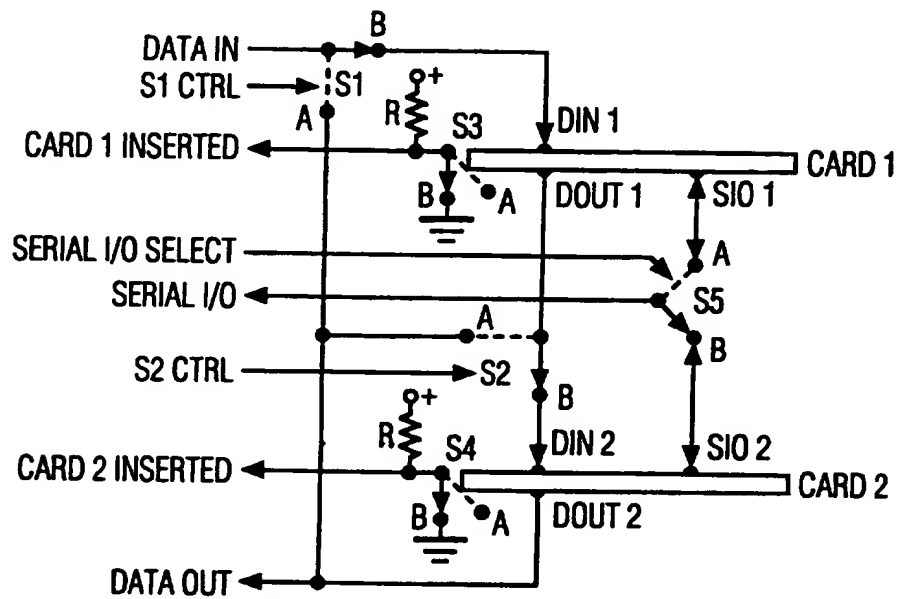 B
DATA IN
S1 CTRL
S1
+
A
R
S3
DIN 1
CARD 1 INSERTED
CARD 1
B
A
DOUT 1
SIO 1
SERIAL I/O SELECT
A
SERIAL I/O
S5
A
B
S2 CTRL
S2
+
B
R
S4
DIN 2
SIO 2
CARD 2 INSERTED
CARD 2
B
A
DOUT 2
DATA OUT